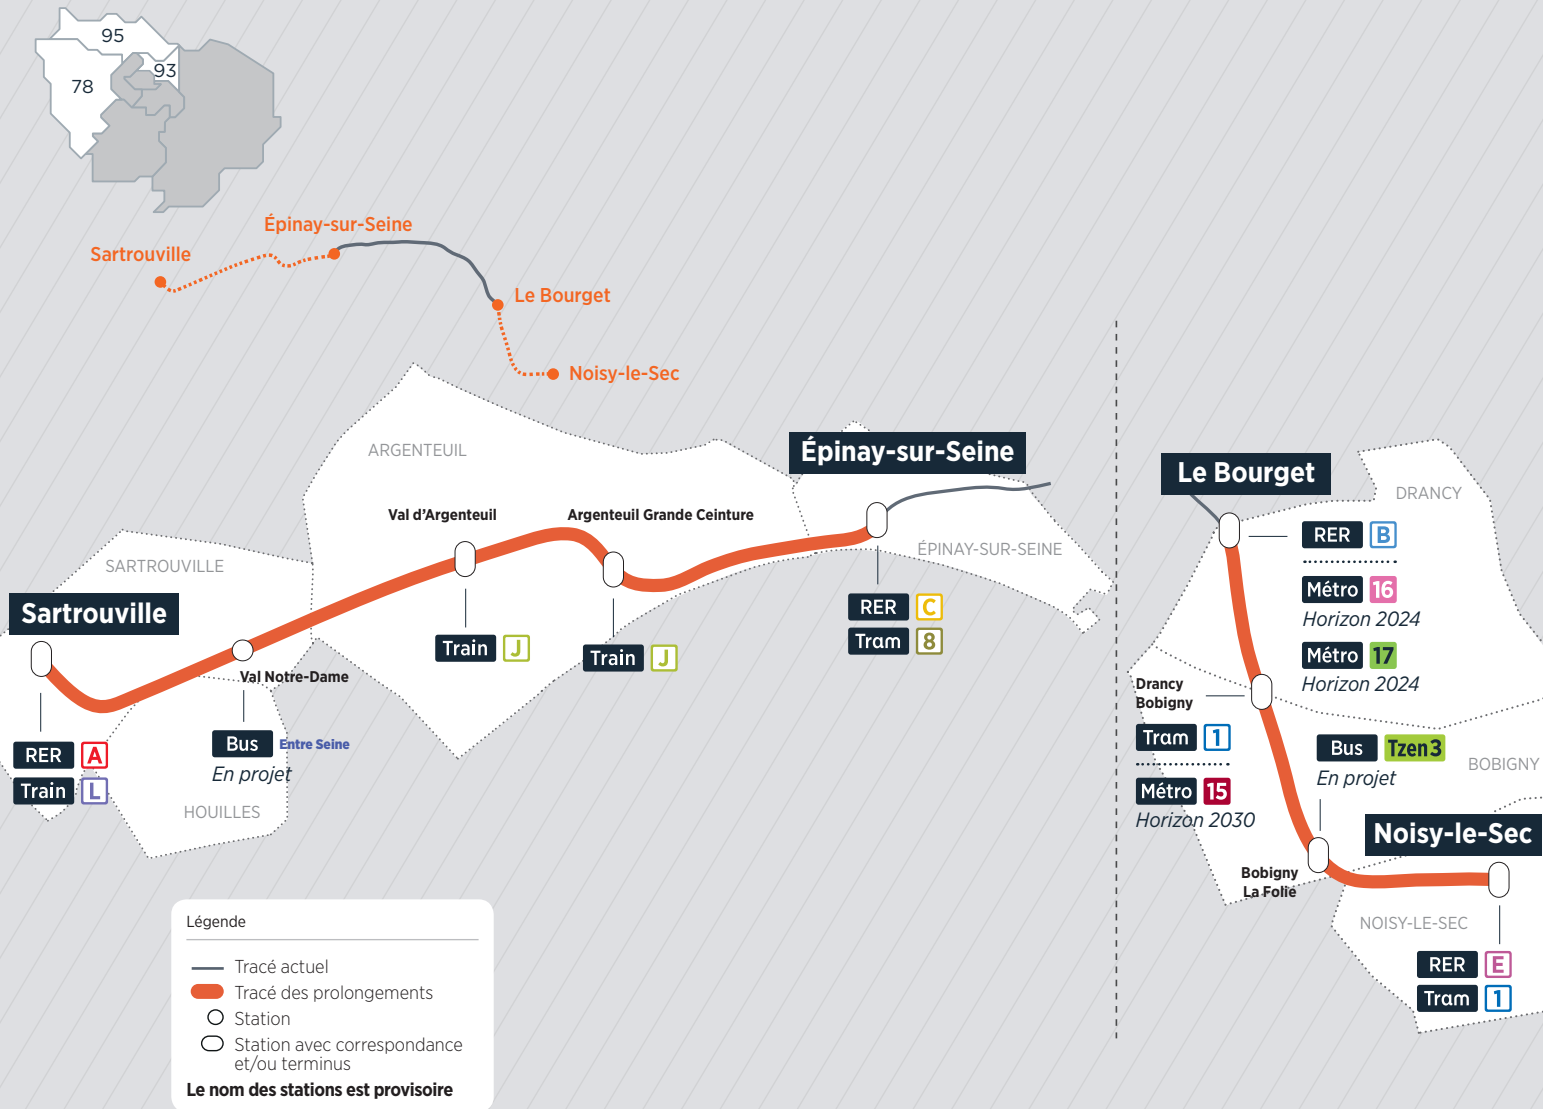 95
93
78
Épinay-sur-Seine
Sartrouville
Le Bourget
Noisy-le-Sec
ARGENTEUIL
Épinay-sur-Seine
Val d'Argenteuil
Argenteuil Grande Ceinture
ÉPINAY-SUR-SEINE
SARTROUVILLE
Sartrouville
RER C
Tram 8
Train J
Train J
Val Notre-Dame
RER A
Train L
Bus Entre Seine
En projet
HOUILLES
Le Bourget
DRANCY
RER B
Métro 16
Horizon 2024
Métro 17
Horizon 2024
Drancy
Bobigny
Tram 1
Métro 15
Horizon 2030
Bus Tzen 3
En projet
BOBIGNY
Noisy-le-Sec
Bobigny
La Folie
NOISY-LE-SEC
RER E
Tram 1
Légende
Tracé actuel
Tracé des prolongements
Station
Station avec correspondance
et/ou terminus
Le nom des stations est provisoire